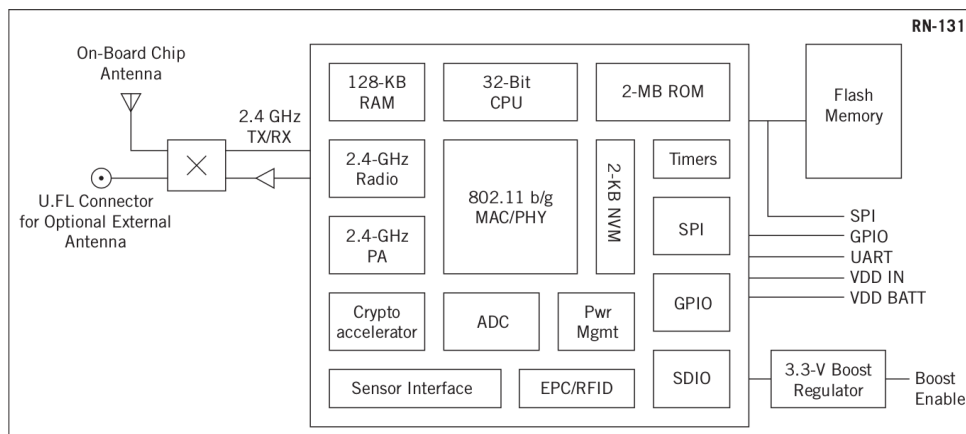 RN-131
On-Board Chip
Antenna
2.4 GHz
TX/RX
U.FL Connector
for Optional External
Antenna
128-KB
RAM
32-Bit
CPU
2-MB ROM
2.4-GHz
Radio
802.11 b/g
MAC/PHY
2-KB NVM
Timers
2.4-GHz
PA
SPI
Crypto
accelerator
ADC
Pwr
Mgmt
GPIO
Sensor Interface
EPC/RFID
SDIO
Flash
Memory
SPI
GPIO
UART
VDD IN
VDD BATT
3.3-V Boost
Regulator
Boost
Enable